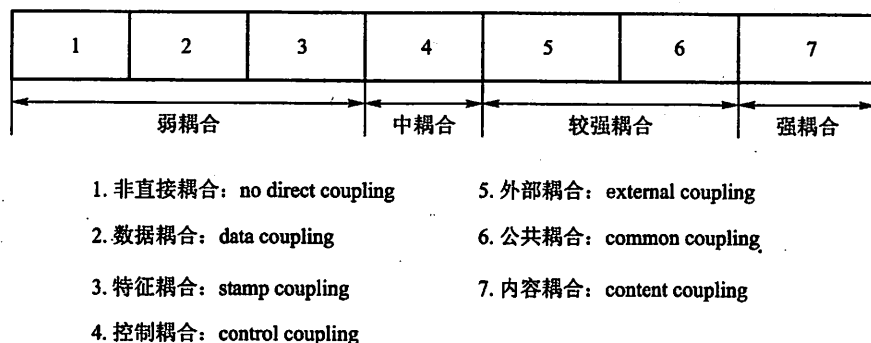 1 2 3 4 5 6 7
弱耦合 中耦合 较强耦合 强耦合
1. 非直接耦合：no direct coupling
2. 数据耦合：data coupling
3. 特征耦合：stamp coupling
4. 控制耦合：control coupling
5. 外部耦合：external coupling
6. 公共耦合：common coupling
7. 内容耦合：content coupling